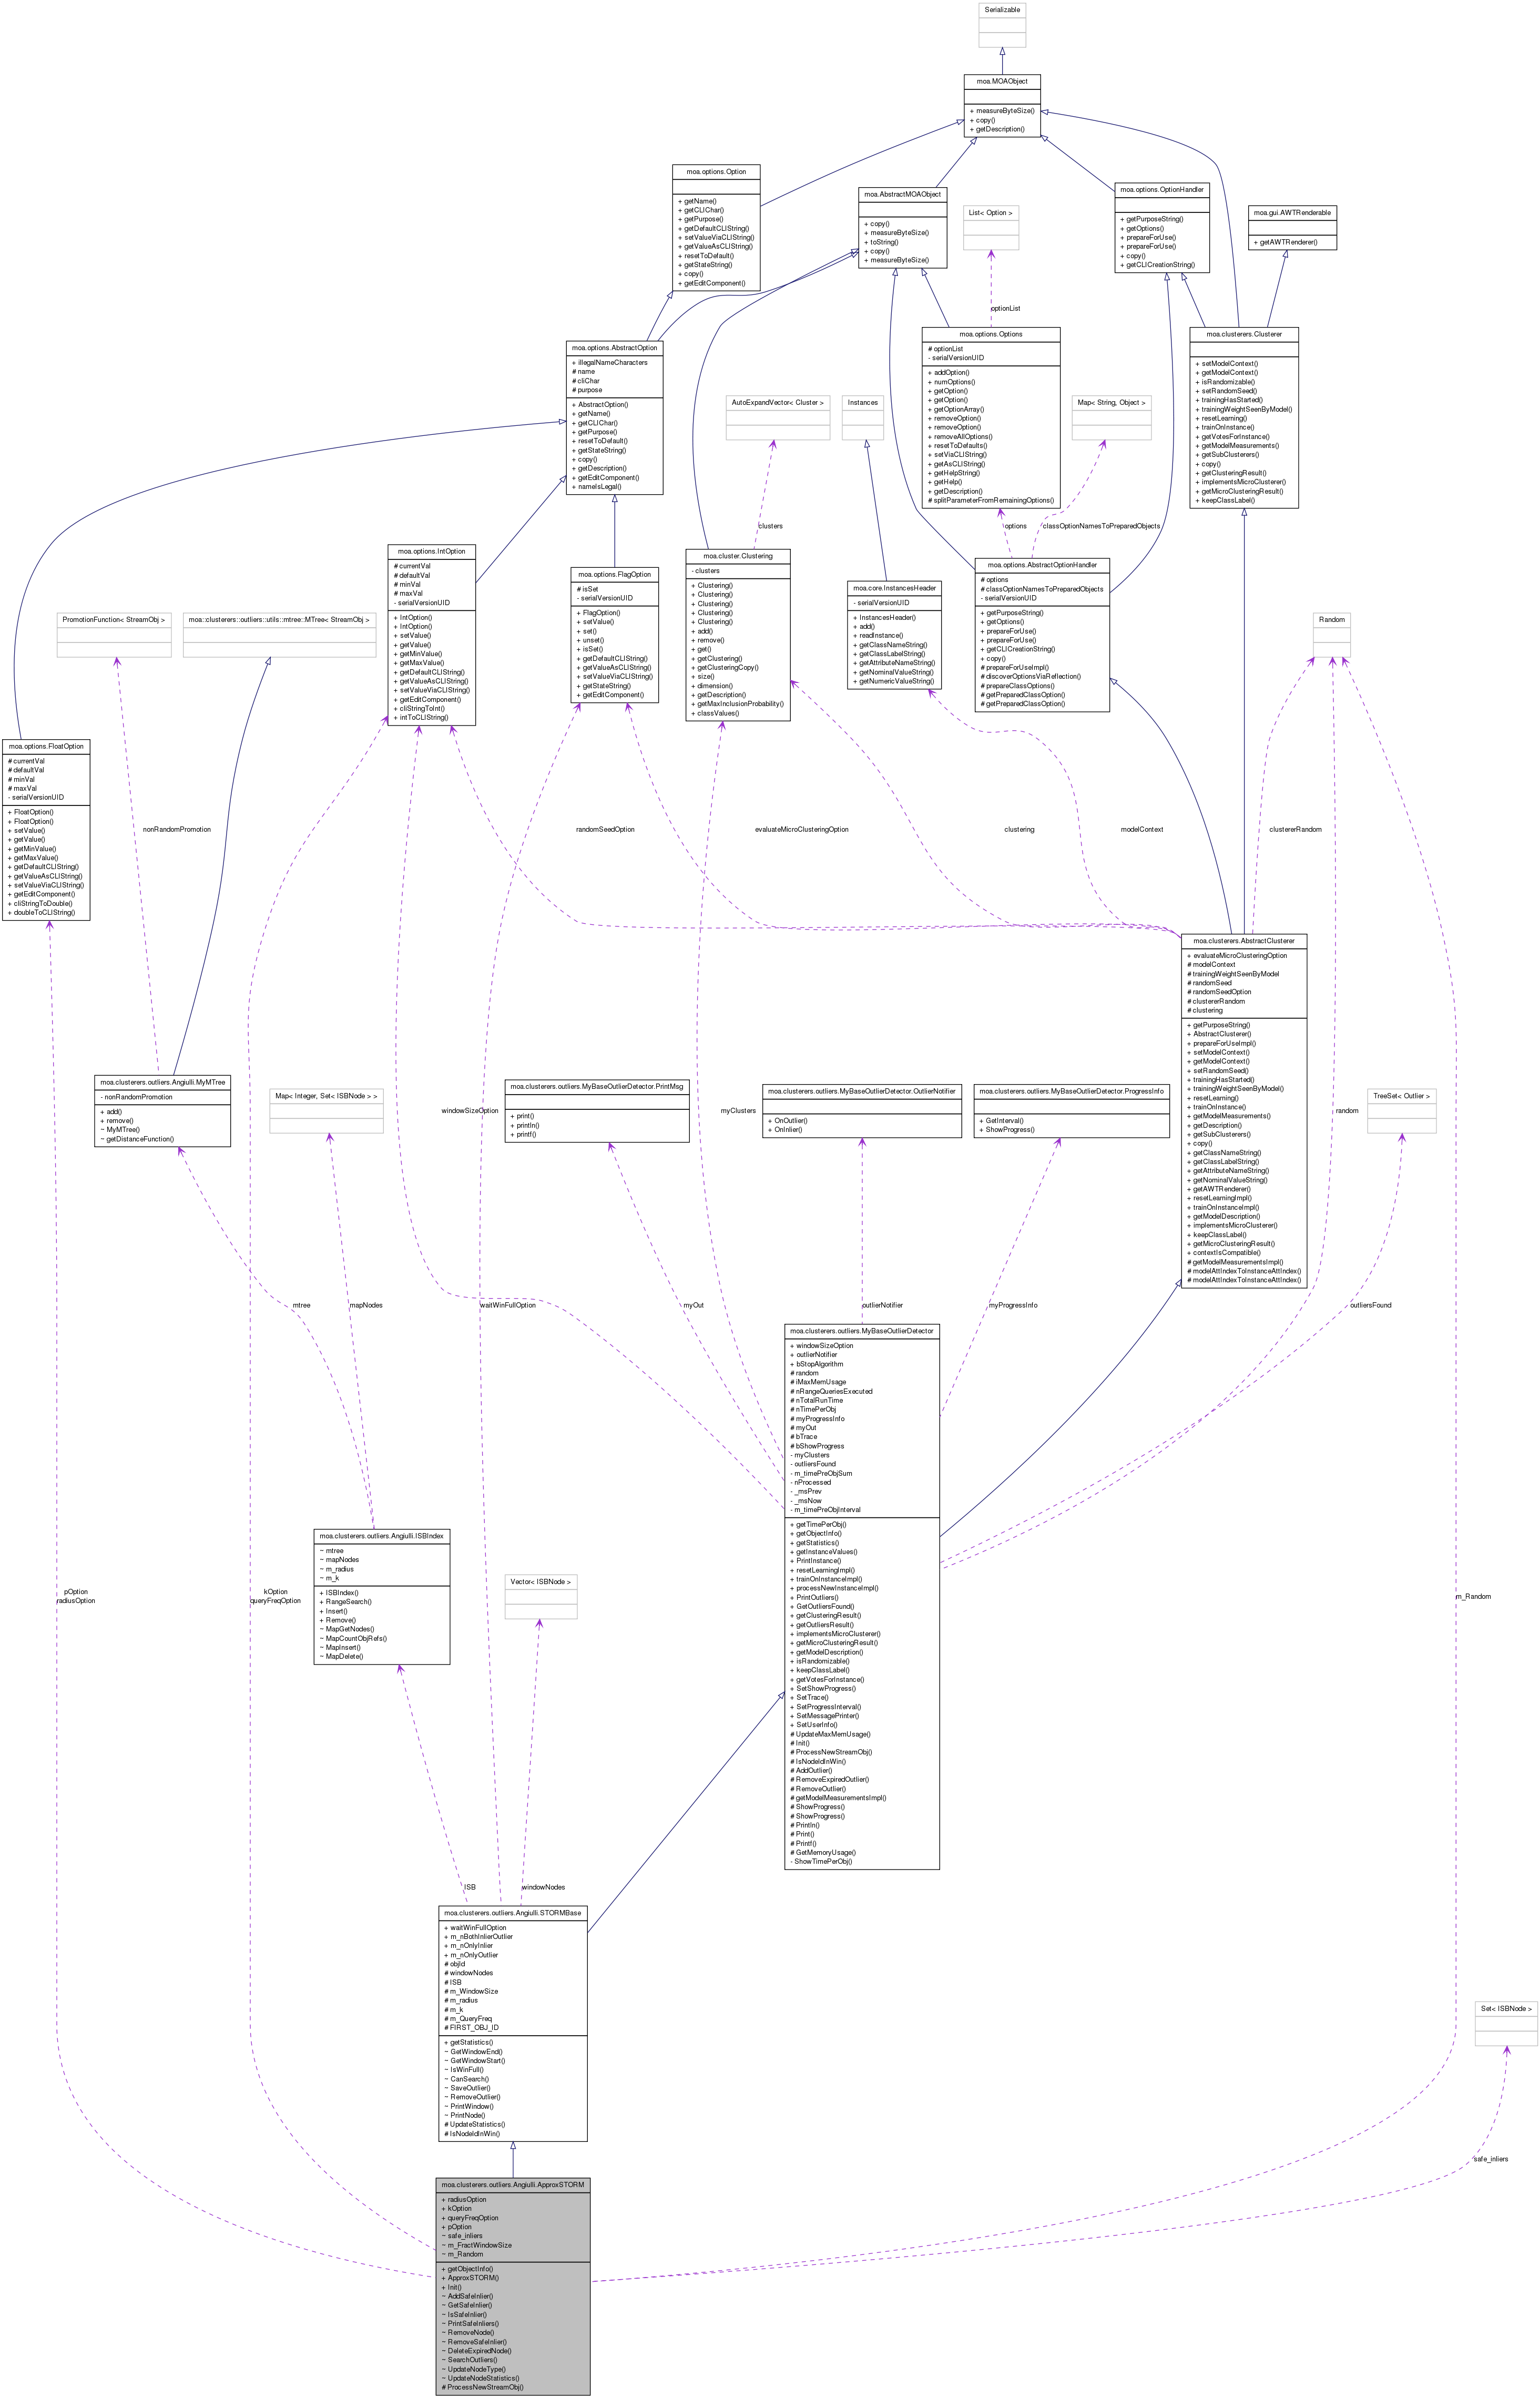 Serializable
moa.MOAObject
+ measureByteSize()
+ copy()
+ getDescription()
moa.options.Option
+ getName()
+ getCLIChar()
+ getPurpose()
+ getDefaultCLIString()
+ setValueViaCLIString()
+ getValueAsCLIString()
+ resetToDefault()
+ getStateString()
+ copy()
+ getEditComponent()
moa.AbstractMOAObject
+ copy()
+ measureByteSize()
+ toString()
+ copy()
+ measureByteSize()
List< Option >
moa.options.OptionHandler
+ getPurposeString()
+ getOptions()
+ prepareForUse()
+ prepareForUse()
+ copy()
+ getCLICreationString()
moa.gui.AWTRenderable
+ getAWTRenderer()
optionList
moa.options.AbstractOption
+ illegalNameCharacters
# name
# cliChar
# purpose
+ AbstractOption()
+ getName()
+ getCLIChar()
+ getPurpose()
+ resetToDefault()
+ getStateString()
+ copy()
+ getDescription()
+ getEditComponent()
+ nameIsLegal()
moa.options.Options
# optionList
- serialVersionUID
+ addOption()
+ numOptions()
+ getOption()
+ getOption()
+ getOptionArray()
+ removeOption()
+ removeOption()
+ removeAllOptions()
+ resetToDefaults()
+ setViaCLIString()
+ getAsCLIString()
+ getHelpString()
+ getHelp()
+ getDescription()
# splitParameterFromRemainingOptions()
moa.clusterers.Clusterer
+ setModelContext()
+ getModelContext()
+ isRandomizable()
+ setRandomSeed()
+ trainingHasStarted()
+ trainingWeightSeenByModel()
+ resetLearning()
+ trainOnInstance()
+ getVotesForInstance()
+ getModelMeasurements()
+ getSubClusterers()
+ copy()
+ getClusteringResult()
+ implementsMicroClusterer()
+ getMicroClusteringResult()
+ keepClassLabel()
AutoExpandVector< Cluster >
Instances
Map< String, Object >
clusters
options
classOptionNamesToPreparedObjects
moa.options.IntOption
# currentVal
# defaultVal
# minVal
# maxVal
- serialVersionUID
+ IntOption()
+ IntOption()
+ setValue()
+ getValue()
+ getMinValue()
+ getMaxValue()
+ getDefaultCLIString()
+ getValueAsCLIString()
+ setValueViaCLIString()
+ getEditComponent()
+ cliStringToInt()
+ intToCLIString()
moa.options.FlagOption
# isSet
- serialVersionUID
+ FlagOption()
+ setValue()
+ set()
+ unset()
+ isSet()
+ getDefaultCLIString()
+ getValueAsCLIString()
+ setValueViaCLIString()
+ getStateString()
+ getEditComponent()
moa.cluster.Clustering
- clusters
+ Clustering()
+ Clustering()
+ Clustering()
+ Clustering()
+ Clustering()
+ add()
+ remove()
+ get()
+ getClustering()
+ getClusteringCopy()
+ size()
+ dimension()
+ getDescription()
+ getMaxInclusionProbability()
+ classValues()
moa.core.InstancesHeader
- serialVersionUID
+ InstancesHeader()
+ add()
+ readInstance()
+ getClassNameString()
+ getClassLabelString()
+ getAttributeNameString()
+ getNominalValueString()
+ getNumericValueString()
moa.options.AbstractOptionHandler
# options
# classOptionNamesToPreparedObjects
- serialVersionUID
+ getPurposeString()
+ getOptions()
+ prepareForUse()
+ prepareForUse()
+ getCLICreationString()
+ copy()
# prepareForUseImpl()
# discoverOptionsViaReflection()
# prepareClassOptions()
# getPreparedClassOption()
# getPreparedClassOption()
PromotionFunction< StreamObj >
moa::clusterers::outliers::utils::mtree::MTree< StreamObj >
Random
moa.options.FloatOption
# currentVal
# defaultVal
# minVal
# maxVal
- serialVersionUID
+ FloatOption()
+ FloatOption()
+ setValue()
+ getValue()
+ getMinValue()
+ getMaxValue()
+ getDefaultCLIString()
+ getValueAsCLIString()
+ setValueViaCLIString()
+ getEditComponent()
+ cliStringToDouble()
+ doubleToCLIString()
nonRandomPromotion
randomSeedOption
evaluateMicroClusteringOption
clustering
modelContext
clustererRandom
moa.clusterers.AbstractClusterer
+ evaluateMicroClusteringOption
# modelContext
# trainingWeightSeenByModel
# randomSeed
# randomSeedOption
# clustererRandom
# clustering
+ getPurposeString()
+ AbstractClusterer()
+ prepareForUseImpl()
+ setModelContext()
+ getModelContext()
+ setRandomSeed()
+ trainingHasStarted()
+ trainingWeightSeenByModel()
+ resetLearning()
+ trainOnInstance()
+ getModelMeasurements()
+ getDescription()
+ getSubClusterers()
+ copy()
+ getClassNameString()
+ getClassLabelString()
+ getAttributeNameString()
+ getNominalValueString()
+ getAWTRenderer()
+ resetLearningImpl()
+ trainOnInstanceImpl()
+ getModelDescription()
+ implementsMicroClusterer()
+ keepClassLabel()
+ getMicroClusteringResult()
+ contextIsCompatible()
# getModelMeasurementsImpl()
# modelAttIndexToInstanceAttIndex()
# modelAttIndexToInstanceAttIndex()
moa.clusterers.outliers.Angiulli.MyMTree
- nonRandomPromotion
+ add()
+ remove()
~ MyMTree()
~ getDistanceFunction()
Map< Integer, Set< ISBNode > >
moa.clusterers.outliers.MyBaseOutlierDetector.PrintMsg
+ print()
+ println()
+ printf()
moa.clusterers.outliers.MyBaseOutlierDetector.OutlierNotifier
+ OnOutlier()
+ OnInlier()
moa.clusterers.outliers.MyBaseOutlierDetector.ProgressInfo
+ GetInterval()
+ ShowProgress()
TreeSet< Outlier >
windowSizeOption
myClusters
random
mtree
mapNodes
waitWinFullOption
myOut
outlierNotifier
myProgressInfo
outliersFound
moa.clusterers.outliers.MyBaseOutlierDetector
+ windowSizeOption
+ outlierNotifier
+ bStopAlgorithm
# random
# iMaxMemUsage
# nRangeQueriesExecuted
# nTotalRunTime
# nTimePerObj
# myProgressInfo
# myOut
# bTrace
# bShowProgress
- myClusters
- outliersFound
- m_timePreObjSum
- nProcessed
- _msPrev
- _msNow
- m_timePreObjInterval
+ getTimePerObj()
+ getObjectInfo()
+ getStatistics()
+ getInstanceValues()
+ PrintInstance()
+ resetLearningImpl()
+ trainOnInstanceImpl()
+ processNewInstanceImpl()
+ PrintOutliers()
+ GetOutliersFound()
+ getClusteringResult()
+ getOutliersResult()
+ implementsMicroClusterer()
+ getMicroClusteringResult()
+ getModelDescription()
+ isRandomizable()
+ keepClassLabel()
+ getVotesForInstance()
+ SetShowProgress()
+ SetTrace()
+ SetProgressInterval()
+ SetMessagePrinter()
+ SetUserInfo()
# UpdateMaxMemUsage()
# Init()
# ProcessNewStreamObj()
# IsNodeIdInWin()
# AddOutlier()
# RemoveExpiredOutlier()
# RemoveOutlier()
# getModelMeasurementsImpl()
# ShowProgress()
# ShowProgress()
# Println()
# Print()
# Printf()
# GetMemoryUsage()
- ShowTimePerObj()
moa.clusterers.outliers.Angiulli.ISBIndex
~ mtree
~ mapNodes
~ m_radius
~ m_k
+ ISBIndex()
+ RangeSearch()
+ Insert()
+ Remove()
~ MapGetNodes()
~ MapCountObjRefs()
~ MapInsert()
~ MapDelete()
Vector< ISBNode >
pOption
radiusOption
kOption
queryFreqOption
m_Random
ISB
windowNodes
moa.clusterers.outliers.Angiulli.STORMBase
+ waitWinFullOption
+ m_nBothInlierOutlier
+ m_nOnlyInlier
+ m_nOnlyOutlier
# objId
# windowNodes
# ISB
# m_WindowSize
# m_radius
# m_k
# m_QueryFreq
# FIRST_OBJ_ID
+ getStatistics()
~ GetWindowEnd()
~ GetWindowStart()
~ IsWinFull()
~ CanSearch()
~ SaveOutlier()
~ RemoveOutlier()
~ PrintWindow()
~ PrintNode()
# UpdateStatistics()
# IsNodeIdInWin()
Set< ISBNode >
safe_inliers
moa.clusterers.outliers.Angiulli.ApproxSTORM
+ radiusOption
+ kOption
+ queryFreqOption
+ pOption
~ safe_inliers
~ m_FractWindowSize
~ m_Random
+ getObjectInfo()
+ ApproxSTORM()
+ Init()
~ AddSafeInlier()
~ GetSafeInlier()
~ IsSafeInlier()
~ PrintSafeInliers()
~ RemoveNode()
~ RemoveSafeInlier()
~ DeleteExpiredNode()
~ SearchOutliers()
~ UpdateNodeType()
~ UpdateNodeStatistics()
# ProcessNewStreamObj()